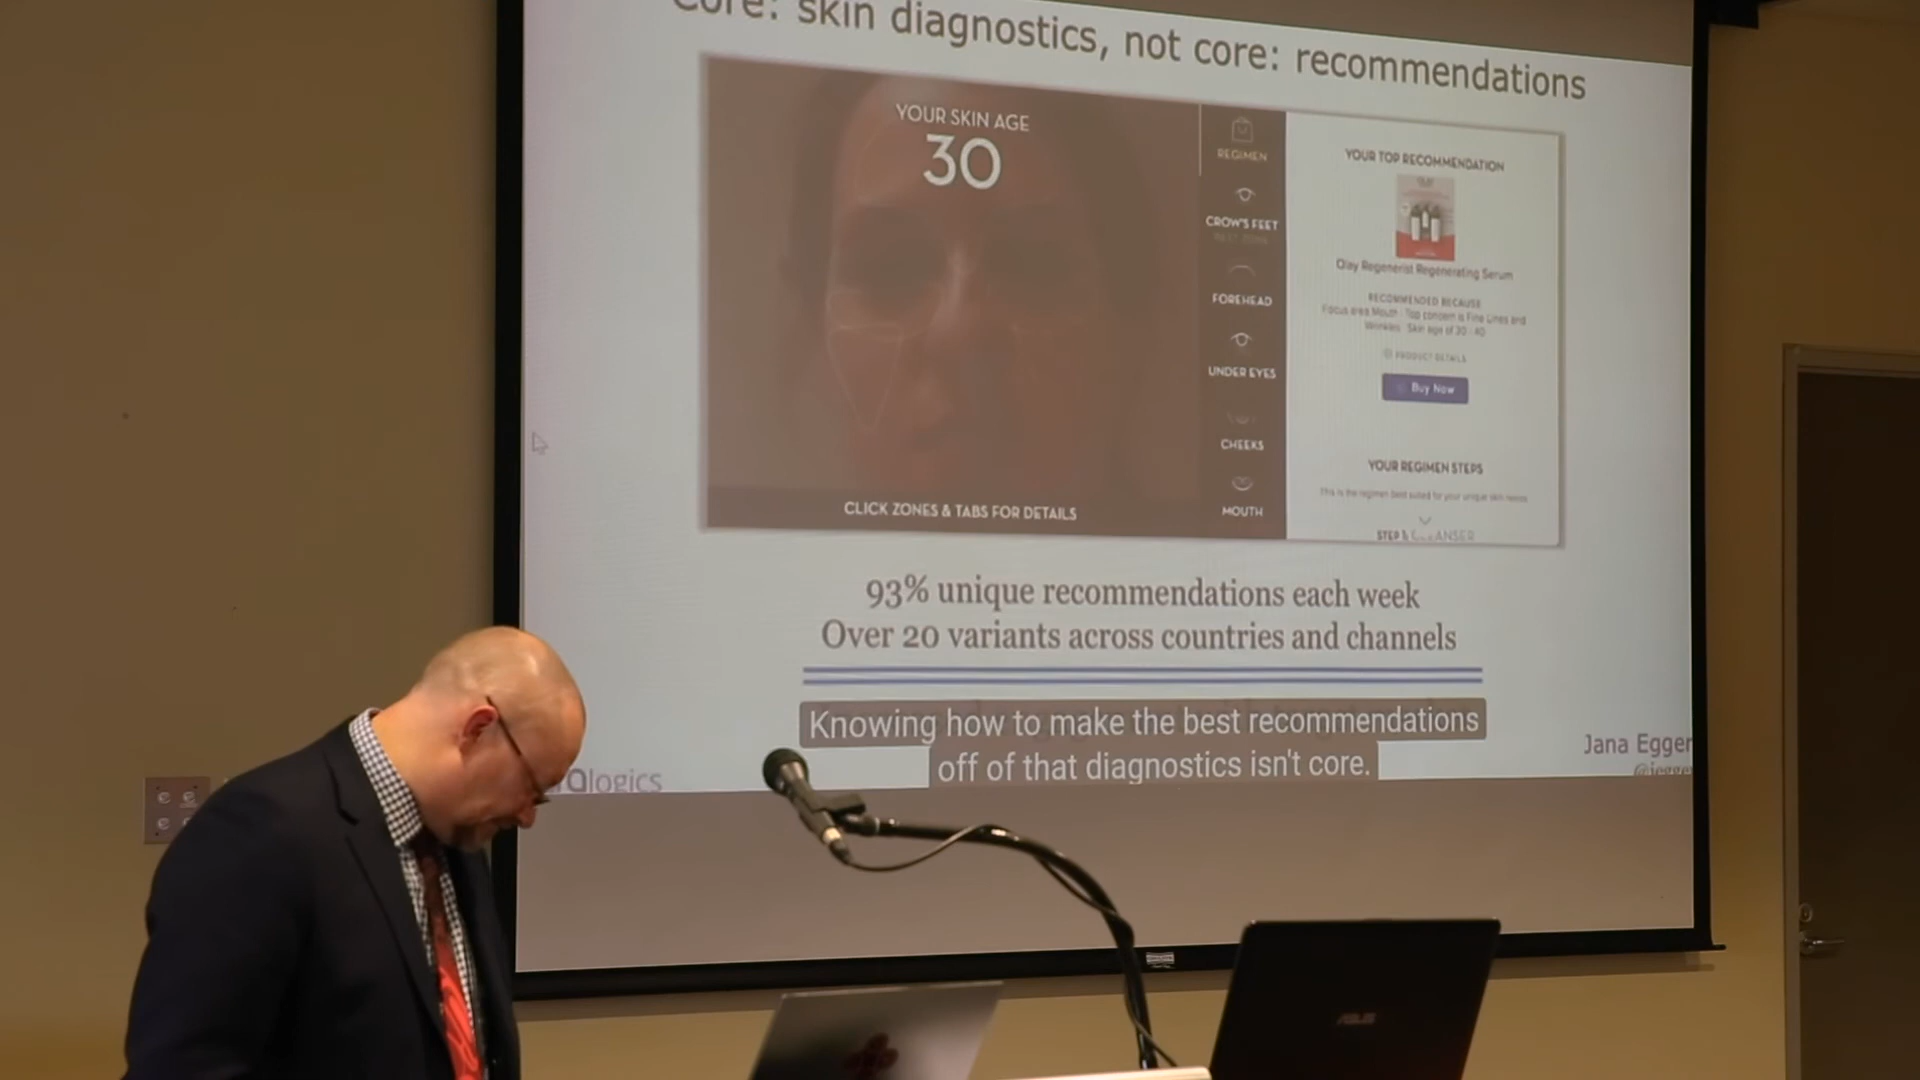 Core: skin diagnostics, not core: recommendations
YOUR SKIN AGE
30
CLICK ZONES & TABS FOR DETAILS
REGIMEN
CROW'S FEET
FOREHEAD
UNDER EYES
CHEEKS
MOUTH
YOUR TOP RECOMMENDATION
Olay Regenerist Regenerating Serum
RECOMMENDED BECAUSE
Focus area Mouth · Top concern is Fine Lines and
Wrinkles · Skin age of 30 - 40
PRODUCT DETAILS
Buy Now
YOUR REGIMEN STEPS
This is the regimen best suited for your unique skin needs
STEP 1: CLEANSER
93% unique recommendations each week
Over 20 variants across countries and channels
Knowing how to make the best recommendations
off of that diagnostics isn't core.
Jana Egger
@jegger
logics
ASUS